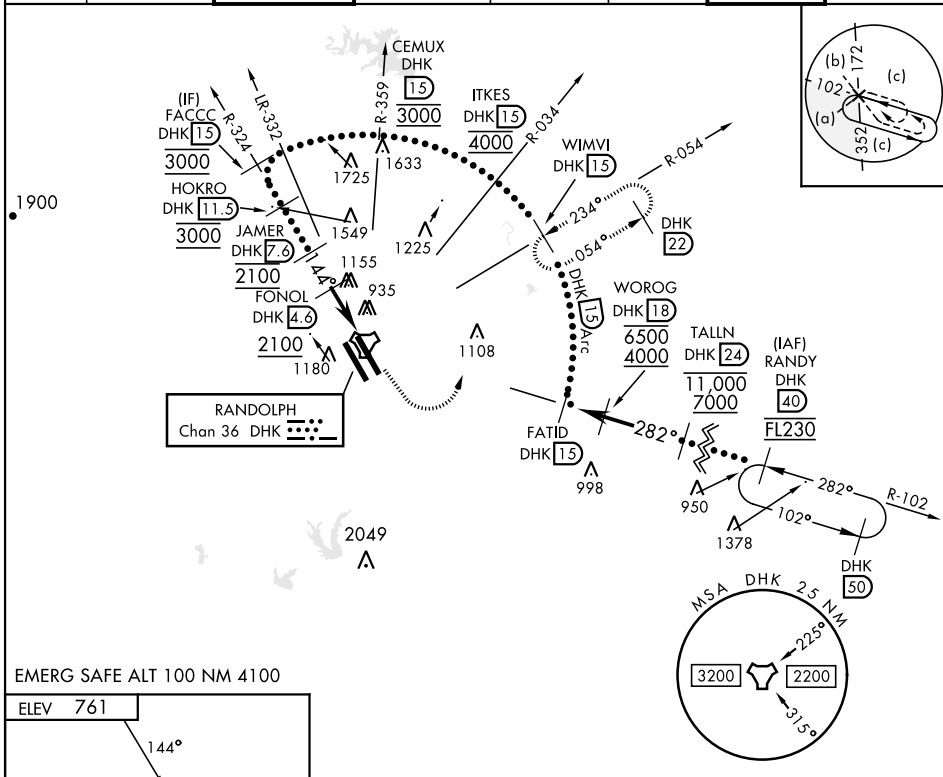 CEMUX
DHK
15
3000
R-359
LR-332
R-324
(IF)
FACCC
DHK 15
3000
ITKES
DHK 15
4000
R-034
WIMVI
DHK 15
R-054
234°
054°
DHK
22
(b)
102
(a)
172
352
(c)
(c)
1900
HOKRO
DHK 11.5
3000
JAMER
DHK 7.6
2100
144°
FONOL
DHK 4.6
2100
1725
1633
1549
1225
1155
935
1180
1108
DHK 15 Arc
WOROG
DHK 18
6500
4000
TALLN
DHK 24
11,000
7000
(IAF)
RANDY
DHK
40
FL230
RANDOLPH
Chan 36 DHK
FATID
DHK 15
282°
998
950
1378
282°
102°
R-102
DHK
50
2049
MSA DHK 25 NM
225°
3200
2200
315°
EMERG SAFE ALT 100 NM 4100
ELEV 761
144°